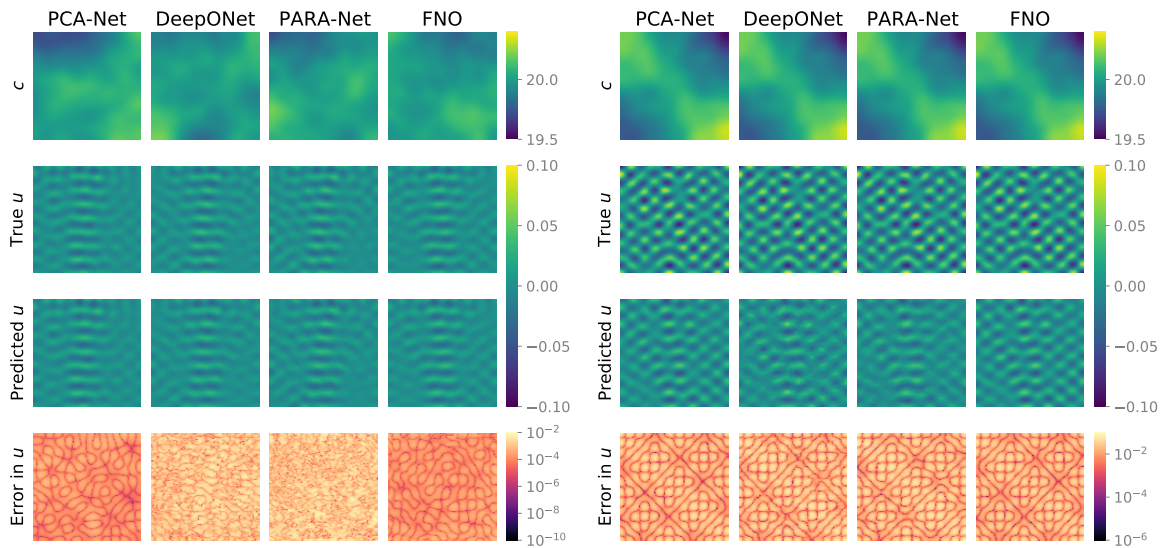 PCA-Net DeepONet PARA-Net FNO
c
20.0
19.5
True u
0.10
0.05
0.00
Predicted u
−0.05
−0.10
Error in u
10⁻²
10⁻⁴
10⁻⁶
10⁻⁸
10⁻¹⁰
PCA-Net DeepONet PARA-Net FNO
c
20.0
19.5
True u
0.10
0.05
0.00
Predicted u
−0.05
−0.10
Error in u
10⁻²
10⁻⁴
10⁻⁶